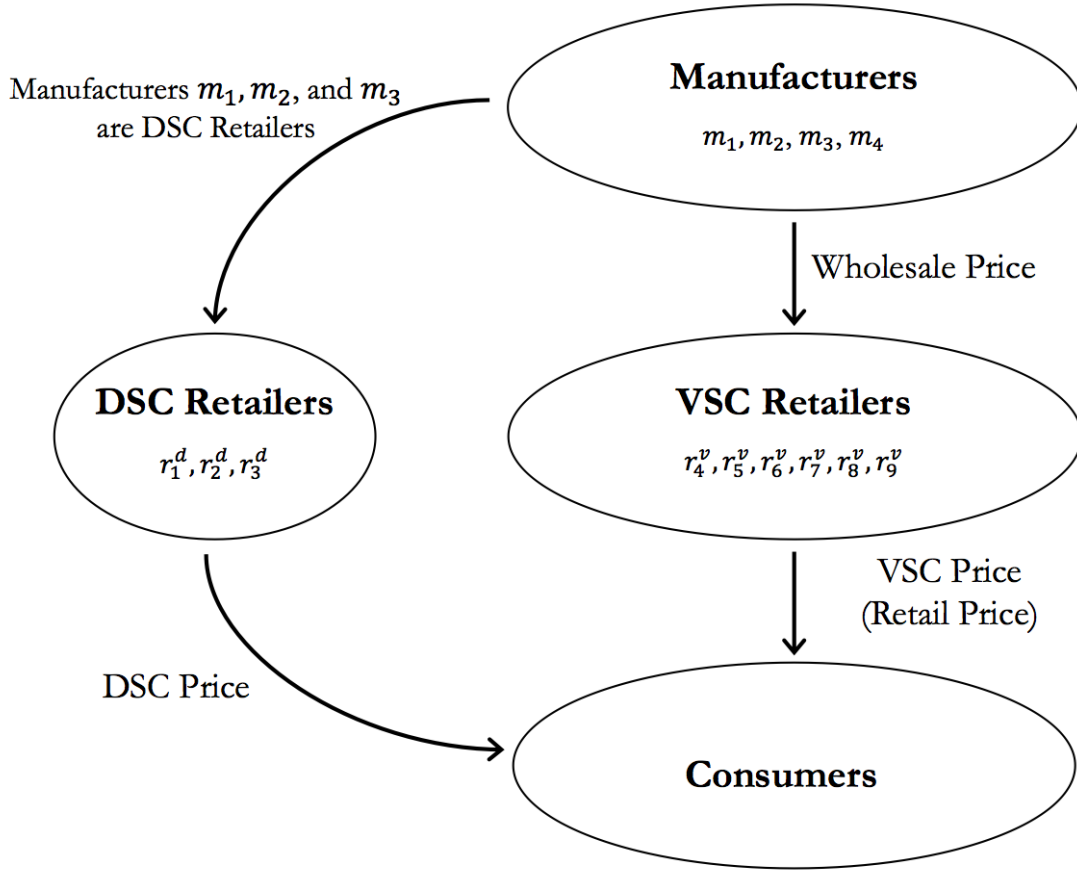 Manufacturers
m₁, m₂, m₃, m₄
Manufacturers m₁, m₂, and m₃
are DSC Retailers
Wholesale Price
DSC Retailers
r₁ᵈ, r₂ᵈ, r₃ᵈ
VSC Retailers
r₄ᵛ, r₅ᵛ, r₆ᵛ, r₇ᵛ, r₈ᵛ, r₉ᵛ
VSC Price
(Retail Price)
DSC Price
Consumers